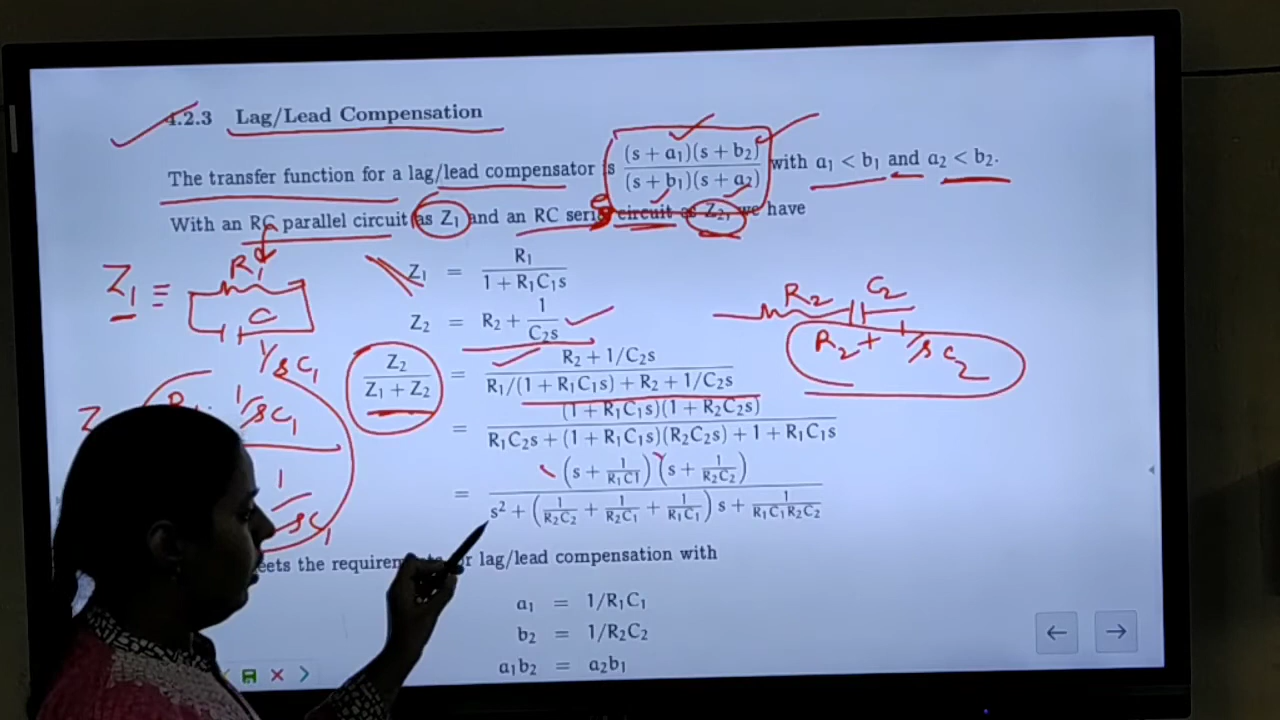 4.2.3 Lag/Lead Compensation
The transfer function for a lag/lead compensator is (s + a₁)(s + b₂) / (s + b₁)(s + a₂) with a₁ < b₁ and a₂ < b₂.
With an RC parallel circuit as Z₁ and an RC series circuit as Z₂, we have
Z₁ = R₁ / (1 + R₁C₁s)
Z₂ = R₂ + 1 / C₂s
Z₂ / (Z₁ + Z₂) = (R₂ + 1/C₂s) / (R₁/(1 + R₁C₁s) + R₂ + 1/C₂s)
= (1 + R₁C₁s)(1 + R₂C₂s) / (R₁C₂s + (1 + R₁C₁s)(R₂C₂s) + 1 + R₁C₁s)
= (s + 1/R₁C1)(s + 1/R₂C₂) / (s² + (1/R₂C₂ + 1/R₂C₁ + 1/R₁C₁) s + 1/R₁C₁R₂C₂)
the lag/lead compensation with
a₁ = 1/R₁C₁
b₂ = 1/R₂C₂
a₁b₂ = a₂b₁
Z₁ ≡
R₁
C
1/sC₁
R₁ · 1/sC₁
1/sC₁
R₂ C₂
R₂ + 1/sC₂